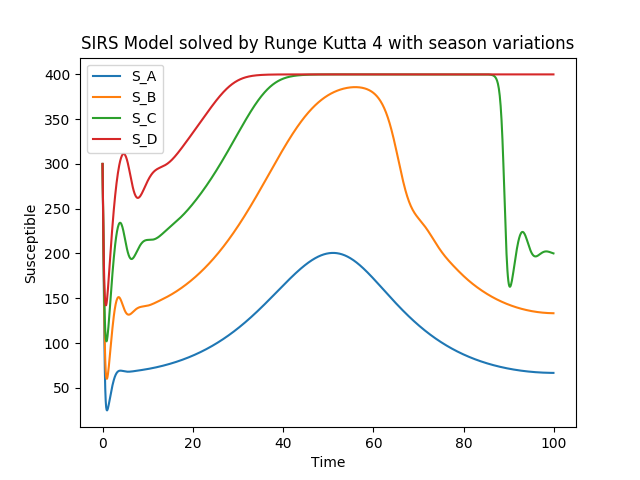 SIRS Model solved by Runge Kutta 4 with season variations
400
350
300
250
200
150
100
50
Susceptible
S_A
S_B
S_C
S_D
0
20
40
60
80
100
Time